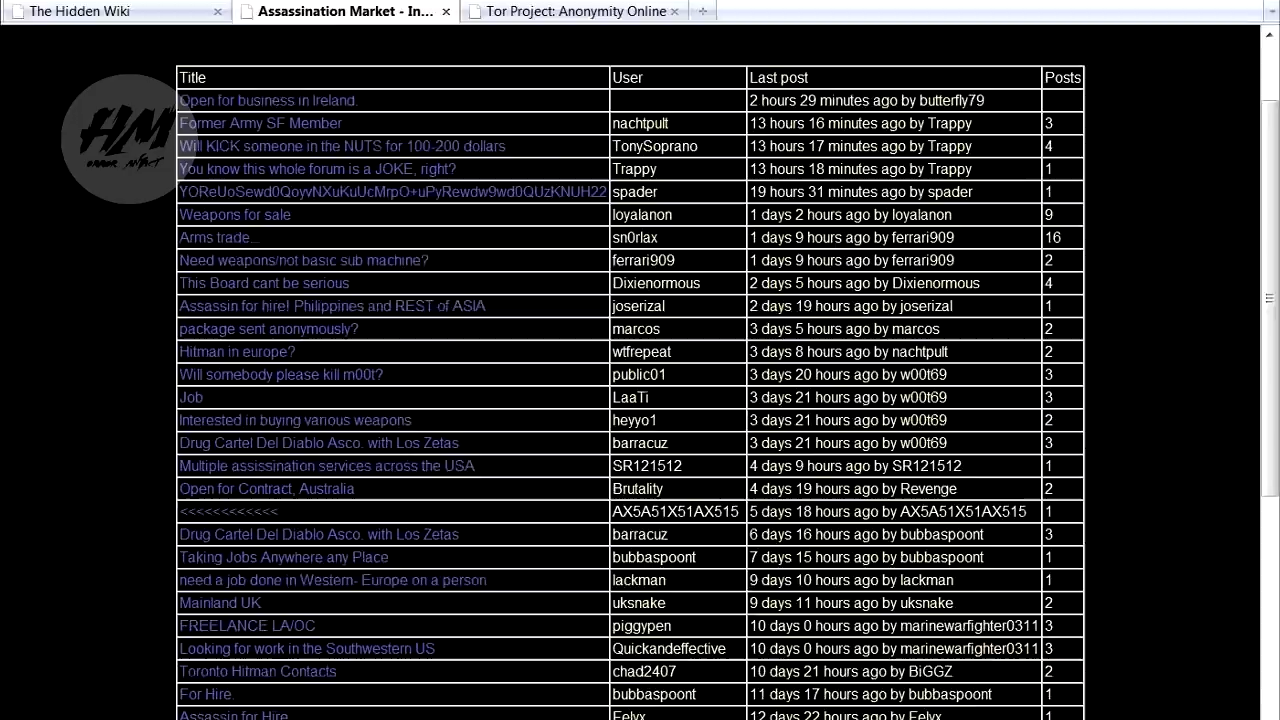 The Hidden Wiki × Assassination Market - In... × Tor Project: Anonymity Online ×
Title User Last post Posts
Open for business in Ireland. 2 hours 29 minutes ago by butterfly79
Former Army SF Member nachtpult 13 hours 16 minutes ago by Trappy 3
Will KICK someone in the NUTS for 100-200 dollars TonySoprano 13 hours 17 minutes ago by Trappy 4
You know this whole forum is a JOKE, right? Trappy 13 hours 18 minutes ago by Trappy 1
YOReUoSewd0QoyvNXuKuUcMrpO+uPyRewdw9wd0QUzKNUH22 spader 19 hours 31 minutes ago by spader 1
Weapons for sale loyalanon 1 days 2 hours ago by loyalanon 9
Arms trade... sn0rlax 1 days 9 hours ago by ferrari909 16
Need weapons/not basic sub machine? ferrari909 1 days 9 hours ago by ferrari909 2
This Board cant be serious Dixienormous 2 days 5 hours ago by Dixienormous 4
Assassin for hire! Philippines and REST of ASIA joserizal 2 days 19 hours ago by joserizal 1
package sent anonymously? marcos 3 days 5 hours ago by marcos 2
Hitman in europe? wtfrepeat 3 days 8 hours ago by nachtpult 2
Will somebody please kill m00t? public01 3 days 20 hours ago by w00t69 3
Job LaaTi 3 days 21 hours ago by w00t69 3
Interested in buying various weapons heyyo1 3 days 21 hours ago by w00t69 2
Drug Cartel Del Diablo Asco. with Los Zetas barracuz 3 days 21 hours ago by w00t69 3
Multiple assissination services across the USA SR121512 4 days 9 hours ago by SR121512 1
Open for Contract, Australia Brutality 4 days 19 hours ago by Revenge 2
<<<<<<<<<<<< AX5A51X51AX515 5 days 18 hours ago by AX5A51X51AX515 1
Drug Cartel Del Diablo Asco. with Los Zetas barracuz 6 days 16 hours ago by bubbaspoont 3
Taking Jobs Anywhere any Place bubbaspoont 7 days 15 hours ago by bubbaspoont 1
need a job done in Western- Europe on a person lackman 9 days 10 hours ago by lackman 1
Mainland UK uksnake 9 days 11 hours ago by uksnake 2
FREELANCE LA/OC piggypen 10 days 0 hours ago by marinewarfighter0311 3
Looking for work in the Southwestern US Quickandeffective 10 days 0 hours ago by marinewarfighter0311 3
Toronto Hitman Contacts chad2407 10 days 21 hours ago by BiGGZ 2
For Hire. bubbaspoont 11 days 17 hours ago by bubbaspoont 1
Assassin for Hire Felyx 12 days 22 hours ago by Felyx 1
HM